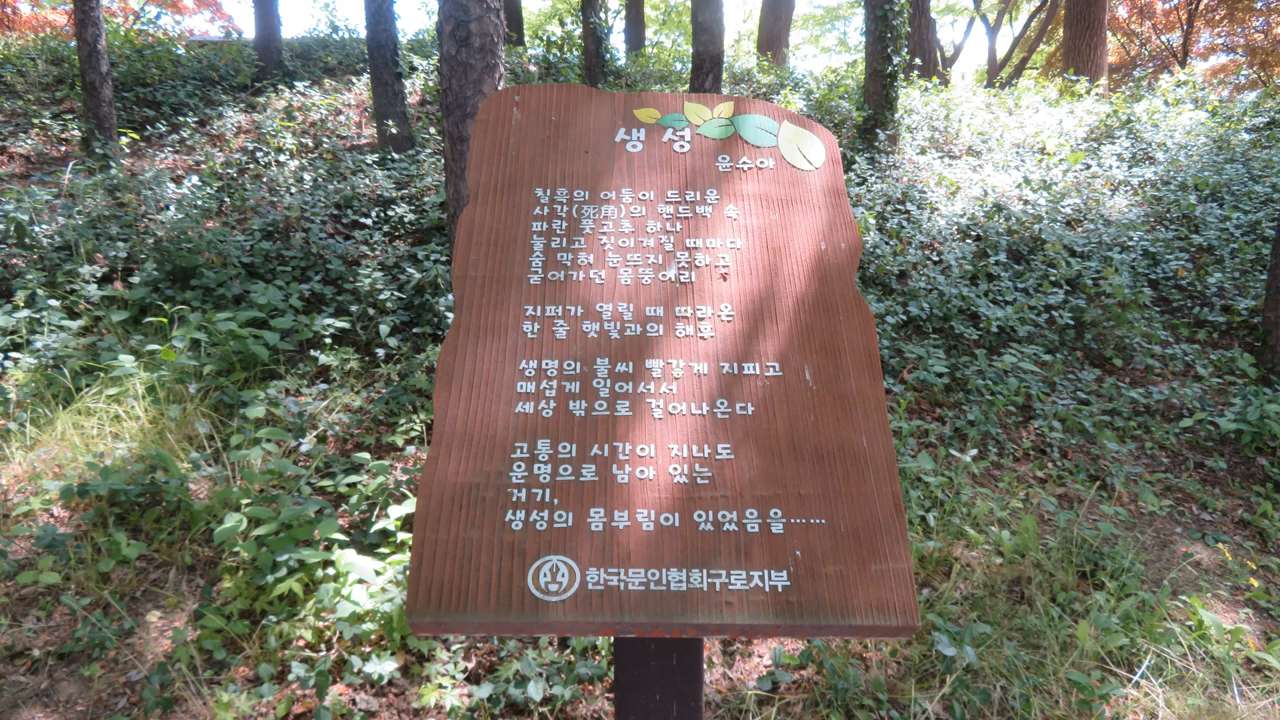 생성
윤수아
칠흑의 어둠이 드리운
사각(死角)의 핸드백 속
파란 풋고추 하나
눌리고 짓이겨질 때마다
숨 막혀 눈뜨지 못하고
굳어가던 몸뚱어리
지퍼가 열릴 때 따라온
한 줄 햇빛과의 해후
생명의 불씨 빨갛게 지피고
매섭게 일어서서
세상 밖으로 걸어나온다
고통의 시간이 지나도
운명으로 남아 있는
거기,
생성의 몸부림이 있었음을……
한국문인협회구로지부